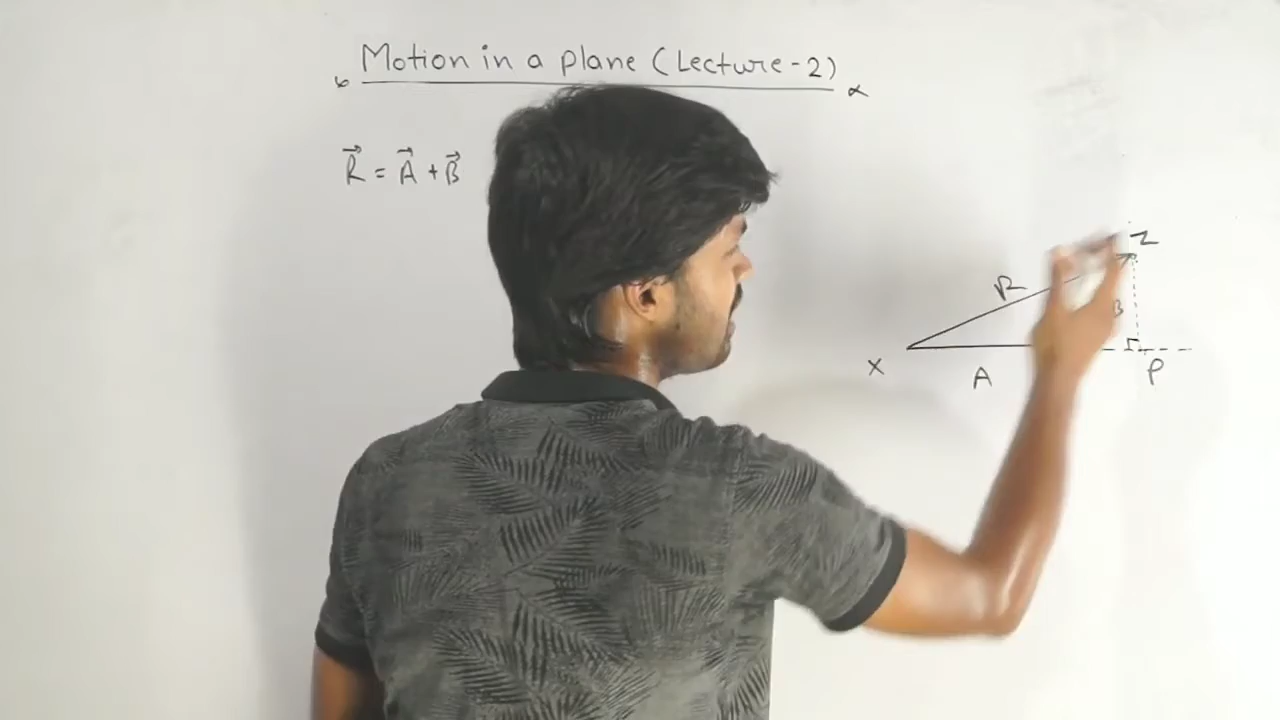 Motion in a plane (Lecture-2)
R⃗ = A⃗ + B⃗
Z
R
B
X
A
P